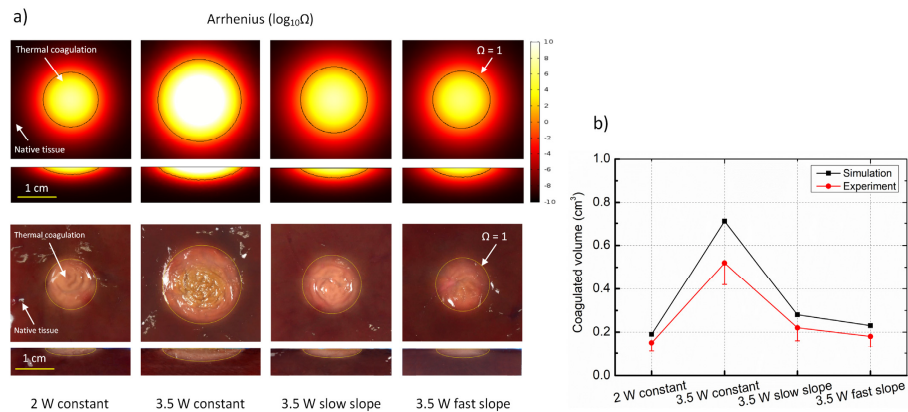 a)
Arrhenius (log₁₀Ω)
Thermal coagulation
Native tissue
Ω = 1
1 cm
10
8
6
4
2
0
-2
-4
-6
-8
-10
Thermal coagulation
Native tissue
Ω = 1
1 cm
2 W constant
3.5 W constant
3.5 W slow slope
3.5 W fast slope
b)
Coagulated volume (cm³)
1.0
0.8
0.6
0.4
0.2
0.0
Simulation
Experiment
2 W constant
3.5 W constant
3.5 W slow slope
3.5 W fast slope